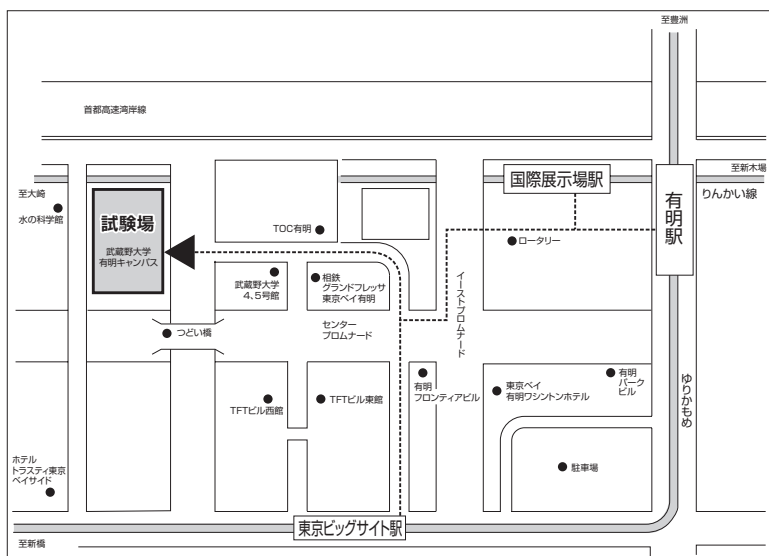 至豊洲
首都高速湾岸線
至大崎
水の科学館
試験場
武蔵野大学
有明キャンパス
TOC有明
国際展示場駅
至新木場
りんかい線
有明駅
ロータリー
武蔵野大学
4、5号館
相鉄
グランドフレッサ
東京ベイ有明
イーストプロムナード
つどい橋
センター
プロムナード
有明
フロンティアビル
東京ベイ
有明ワシントンホテル
有明
パーク
ビル
ゆりかもめ
TFTビル西館
TFTビル東館
ホテル
トラスティ東京
ベイサイド
駐車場
東京ビッグサイト駅
至新橋